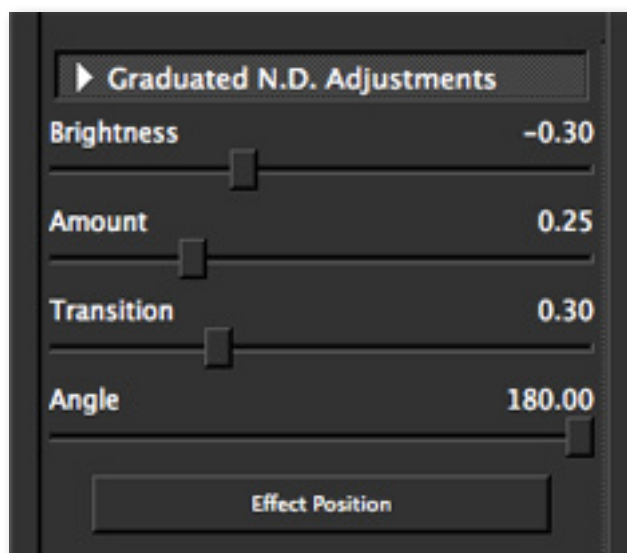 Graduated N.D. Adjustments
Brightness -0.30
Amount 0.25
Transition 0.30
Angle 180.00
Effect Position